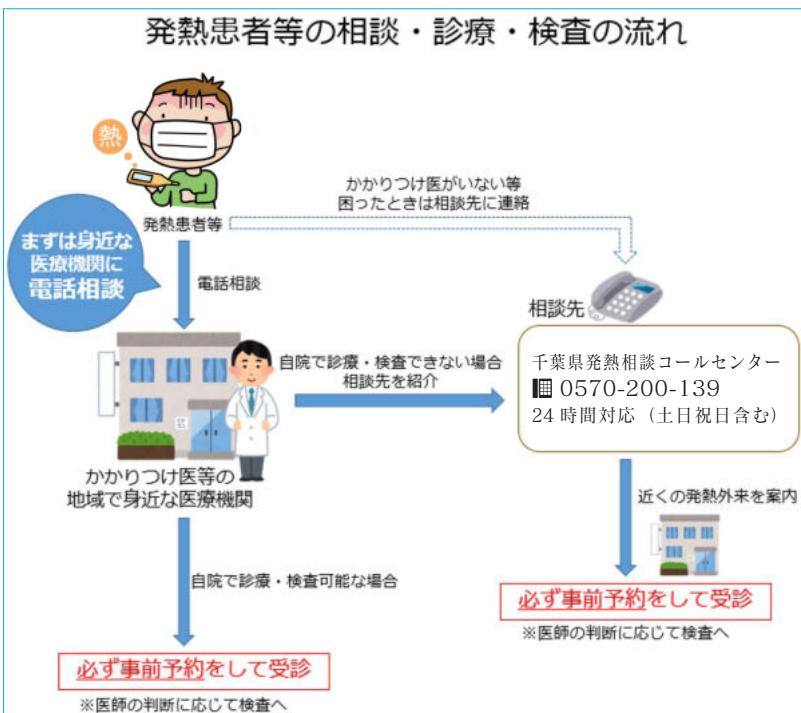 発熱患者等の相談・診療・検査の流れ
熱
発熱患者等
かかりつけ医がいない等
困ったときは相談先に連絡
まずは身近な
医療機関に
電話相談
電話相談
相談先
千葉県発熱相談コールセンター
0570-200-139
24時間対応（土日祝日含む）
自院で診療・検査できない場合
相談先を紹介
かかりつけ医等の
地域で身近な医療機関
近くの発熱外来を案内
自院で診療・検査可能な場合
必ず事前予約をして受診
※医師の判断に応じて検査へ
必ず事前予約をして受診
※医師の判断に応じて検査へ